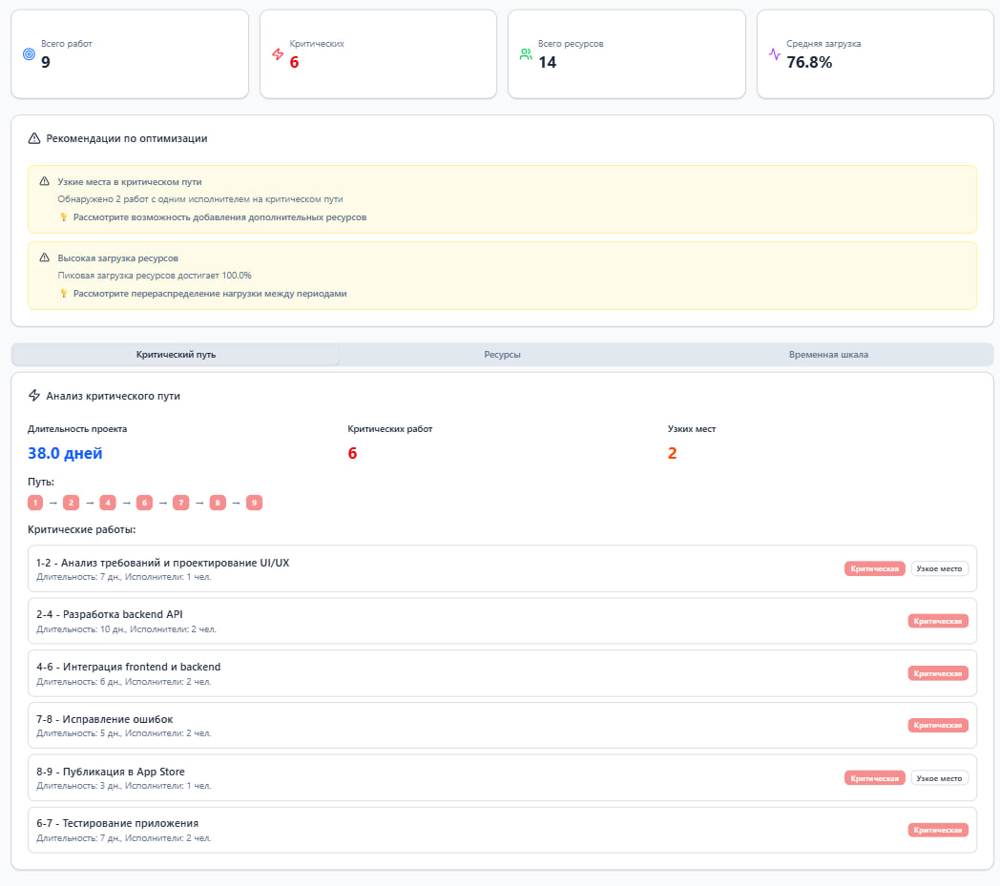 Всего работ
9
Критических
6
Всего ресурсов
14
Средняя загрузка
76.8%
Рекомендации по оптимизации
Узкие места в критическом пути
Обнаружено 2 работ с одним исполнителем на критическом пути
Рассмотрите возможность добавления дополнительных ресурсов
Высокая загрузка ресурсов
Пиковая загрузка ресурсов достигает 100.0%
Рассмотрите перераспределение нагрузки между периодами
Критический путь
Ресурсы
Временная шкала
Анализ критического пути
Длительность проекта
38.0 дней
Критических работ
6
Узких мест
2
Путь:
1 → 2 → 4 → 6 → 7 → 8 → 9
Критические работы:
1-2 - Анализ требований и проектирование UI/UX
Длительность: 7 дн., Исполнители: 1 чел.
Критическая Узкое место
2-4 - Разработка backend API
Длительность: 10 дн., Исполнители: 2 чел.
Критическая
4-6 - Интеграция frontend и backend
Длительность: 6 дн., Исполнители: 2 чел.
Критическая
7-8 - Исправление ошибок
Длительность: 5 дн., Исполнители: 2 чел.
Критическая
8-9 - Публикация в App Store
Длительность: 3 дн., Исполнители: 1 чел.
Критическая Узкое место
6-7 - Тестирование приложения
Длительность: 7 дн., Исполнители: 2 чел.
Критическая